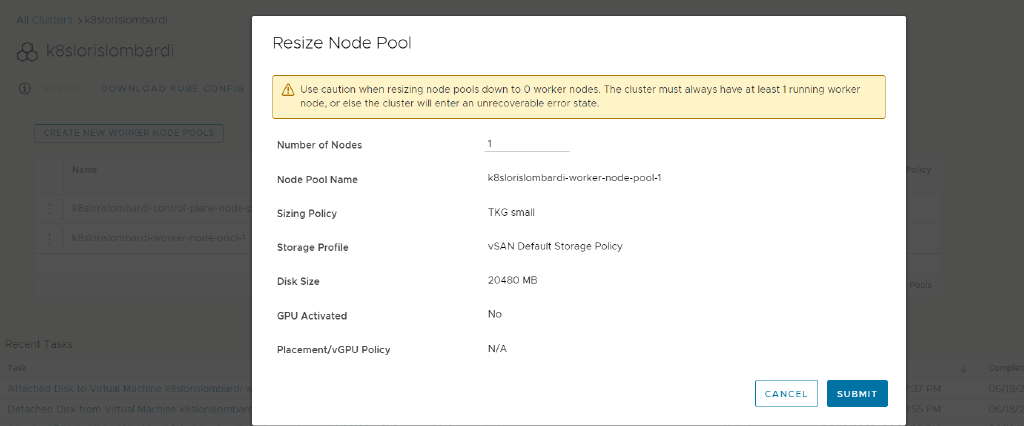 All Clusters > k8slorislombardi
k8slorislombardi
DOWNLOAD KUBE CONFIG
CREATE NEW WORKER NODE POOLS
Name
Policy
k8slorislombardi-control-plane-node-p
k8slorislombardi-worker-node-pool-1
Pools
Resize Node Pool
Use caution when resizing node pools down to 0 worker nodes. The cluster must always have at least 1 running worker
node, or else the cluster will enter an unrecoverable error state.
Number of Nodes 1
Node Pool Name k8slorislombardi-worker-node-pool-1
Sizing Policy TKG small
Storage Profile vSAN Default Storage Policy
Disk Size 20480 MB
GPU Activated No
Placement/vGPU Policy N/A
CANCEL SUBMIT
Recent Tasks
Task Complet
Attached Disk to Virtual Machine k8slorislombardi-w :37 PM 06/18/2
Detached Disk from Virtual Machine k8slorislombar :55 PM 06/18/2